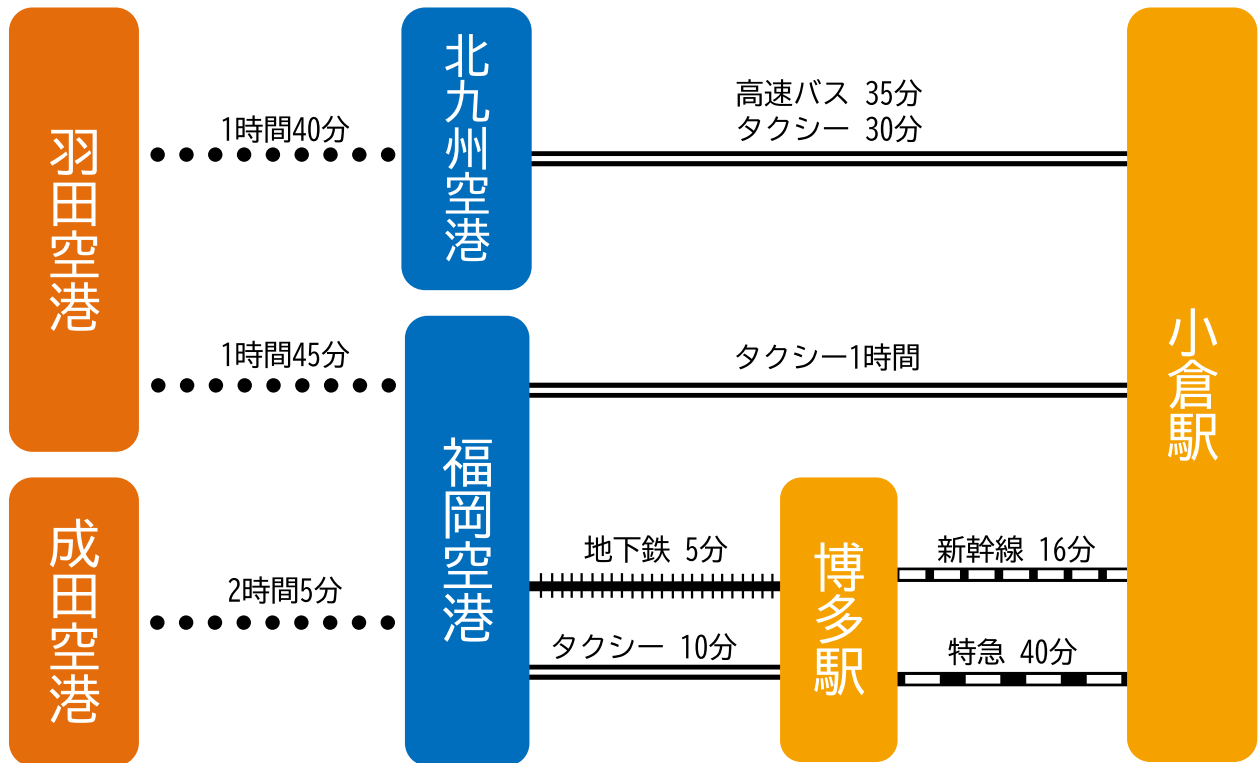 羽田空港
1時間40分
北九州空港
高速バス 35分
タクシー 30分
1時間45分
福岡空港
タクシー1時間
小倉駅
成田空港
2時間5分
地下鉄 5分
タクシー 10分
博多駅
新幹線 16分
特急 40分